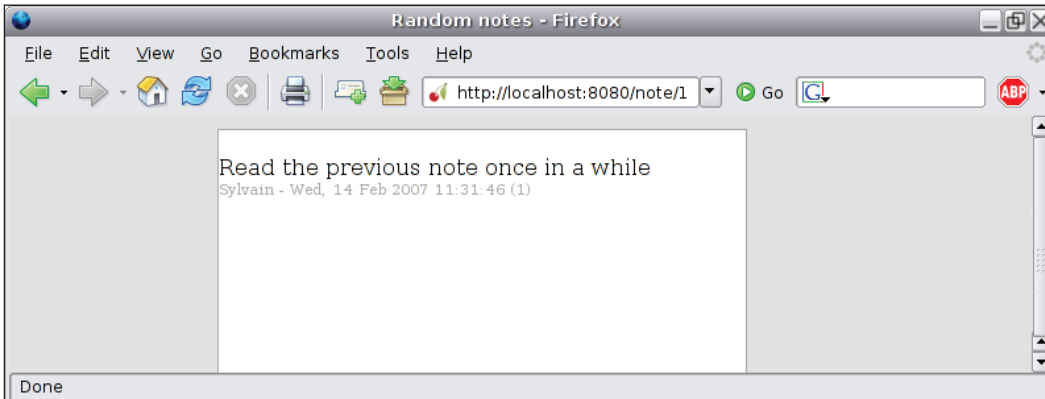 Random notes - Firefox
File Edit View Go Bookmarks Tools Help
http://localhost:8080/note/1 Go G ABP
Read the previous note once in a while
Sylvain - Wed, 14 Feb 2007 11:31:46 (1)
Done